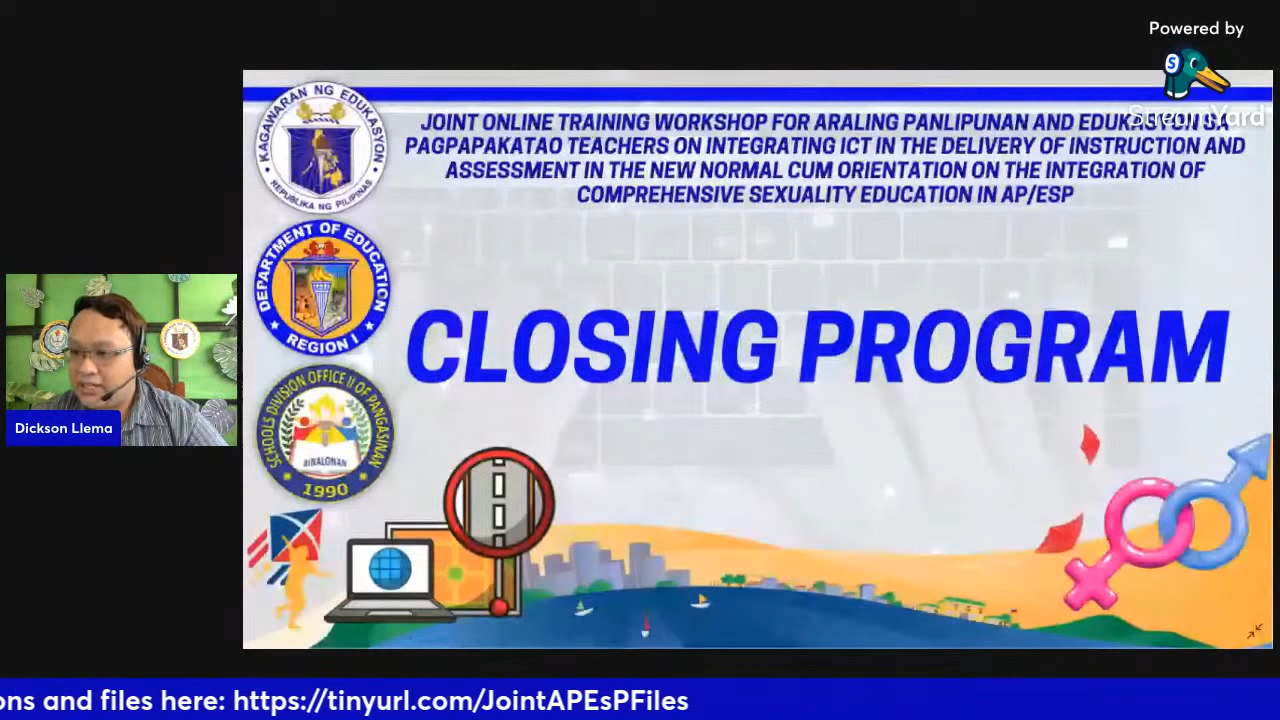 Powered by
StreamYard
KAGAWARAN NG EDUKASYON
REPUBLIKA NG PILIPINAS
JOINT ONLINE TRAINING WORKSHOP FOR ARALING PANLIPUNAN AND EDUKASYON SA
PAGPAPAKATAO TEACHERS ON INTEGRATING ICT IN THE DELIVERY OF INSTRUCTION AND
ASSESSMENT IN THE NEW NORMAL CUM ORIENTATION ON THE INTEGRATION OF
COMPREHENSIVE SEXUALITY EDUCATION IN AP/ESP
DEPARTMENT OF EDUCATION
REGION I
CLOSING PROGRAM
SCHOOLS DIVISION OFFICE II OF PANGASINAN
BINALONAN
1990
Dickson Llema
ons and files here: https://tinyurl.com/JointAPEsPFiles